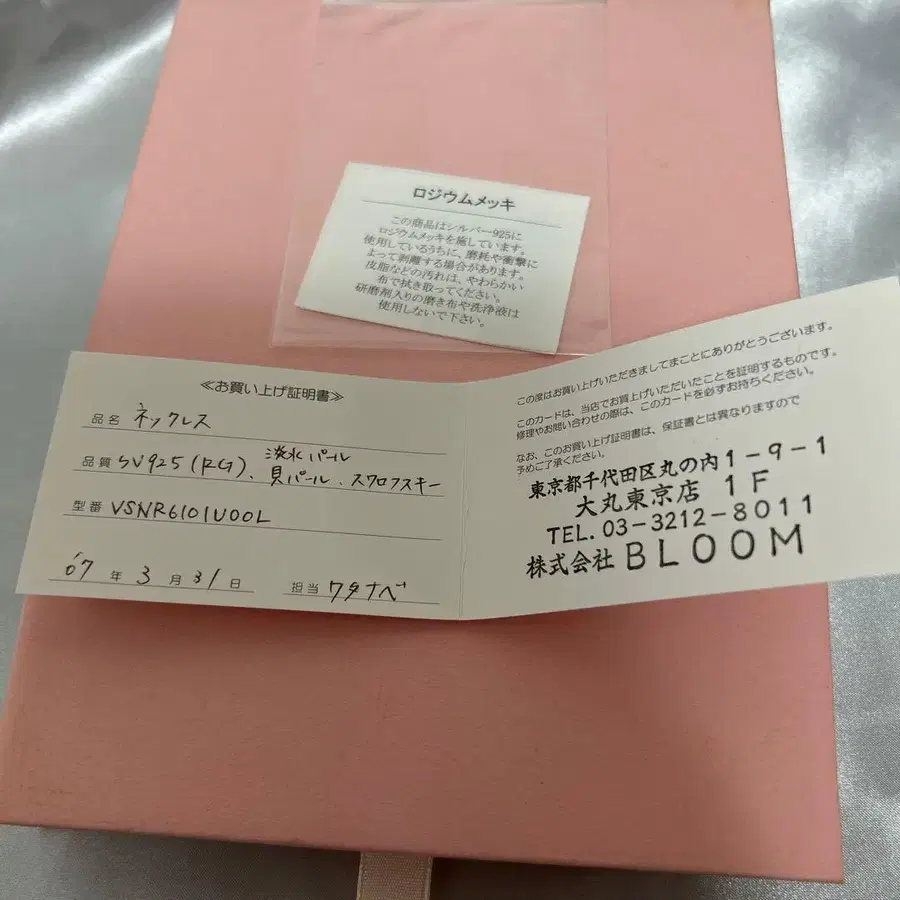 ロジウムメッキ
この商品はシルバー925に
ロジウムメッキを施しています。
使用しているうちに、磨耗や衝撃に
よって剥離する場合があります。
皮脂などの汚れは、やわらかい
布で拭き取ってください。
研磨剤入りの磨き布や洗浄液は
使用しないで下さい。
≪お買い上げ証明書≫
品名 ネックレス
品質 SV925(RG)、淡水パール
貝パール、スワロフスキー
型番 VSNR6101U00L
'07年3月31日 担当 ワタナベ
この度はお買い上げいただきましてまことにありがとうございます。
このカードは、当店でお買上げいただいたことを証明するものです。
修理やお問い合わせの際は、このカードを必ずお持ちください。
なお、このお買い上げ証明書は、保証書とは異なりますので
予めご了承ください。
東京都千代田区丸の内1-9-1
大丸東京店 1F
TEL.03-3212-8011
株式会社BLOOM